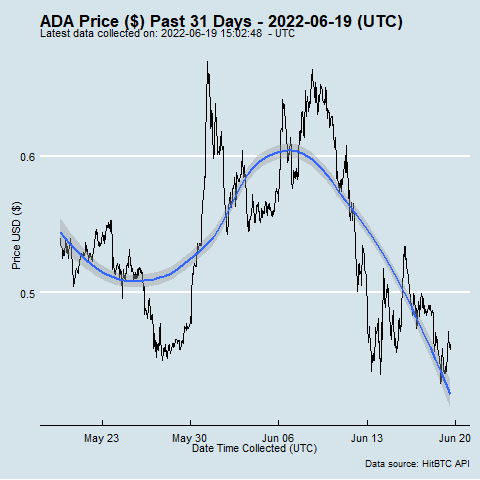 ADA Price ($) Past 31 Days - 2022-06-19 (UTC)
Latest data collected on: 2022-06-19 15:02:48  - UTC
0.6
0.5
Price USD ($)
May 23
May 30
Jun 06
Jun 13
Jun 20
Date Time Collected (UTC)
Data source: HitBTC API